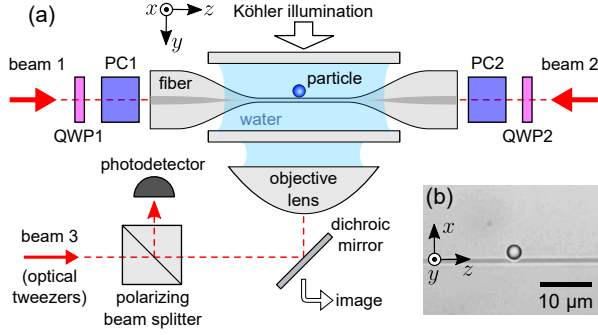 (a)
x
z
y
Köhler illumination
beam 1
PC1
fiber
particle
PC2
beam 2
QWP1
water
QWP2
photodetector
objective
lens
(b)
beam 3
dichroic
mirror
x
y
z
(optical
tweezers)
polarizing
beam splitter
image
10 μm